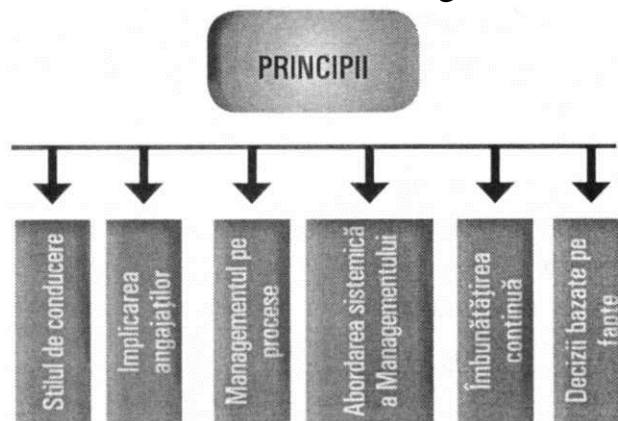 PRINCIPII
Stilul de conducere
Implicarea
angajaților
Managementul pe
procese
Abordarea sistemică
a Managementului
Îmbunătățirea
continuă
Decizii bazate pe
fapte